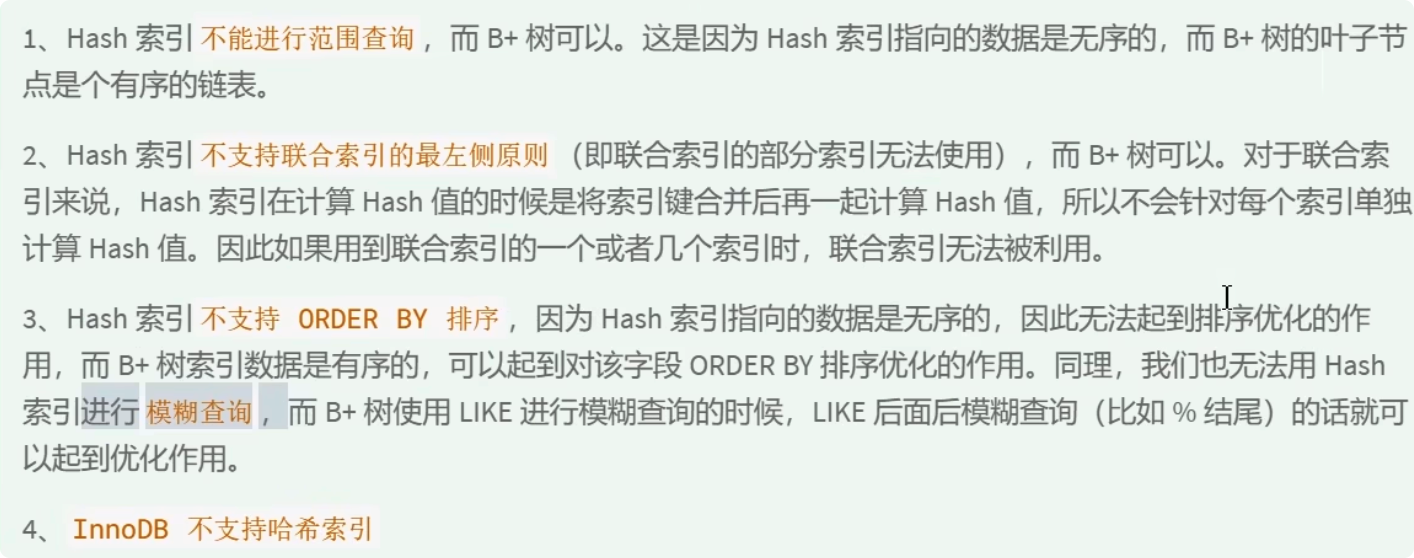 1、Hash 索引 不能进行范围查询 ，而 B+ 树可以。这是因为 Hash 索引指向的数据是无序的，而 B+ 树的叶子节
点是个有序的链表。
2、Hash 索引 不支持联合索引的最左侧原则 （即联合索引的部分索引无法使用），而 B+ 树可以。对于联合索
引来说，Hash 索引在计算 Hash 值的时候是将索引键合并后再一起计算 Hash 值，所以不会针对每个索引单独
计算 Hash 值。因此如果用到联合索引的一个或者几个索引时，联合索引无法被利用。
3、Hash 索引 不支持 ORDER BY 排序 ，因为 Hash 索引指向的数据是无序的，因此无法起到排序优化的作
用，而 B+ 树索引数据是有序的，可以起到对该字段 ORDER BY 排序优化的作用。同理，我们也无法用 Hash
索引进行 模糊查询 ，而 B+ 树使用 LIKE 进行模糊查询的时候，LIKE 后面后模糊查询（比如 % 结尾）的话就可
以起到优化作用。
4、 InnoDB 不支持哈希索引